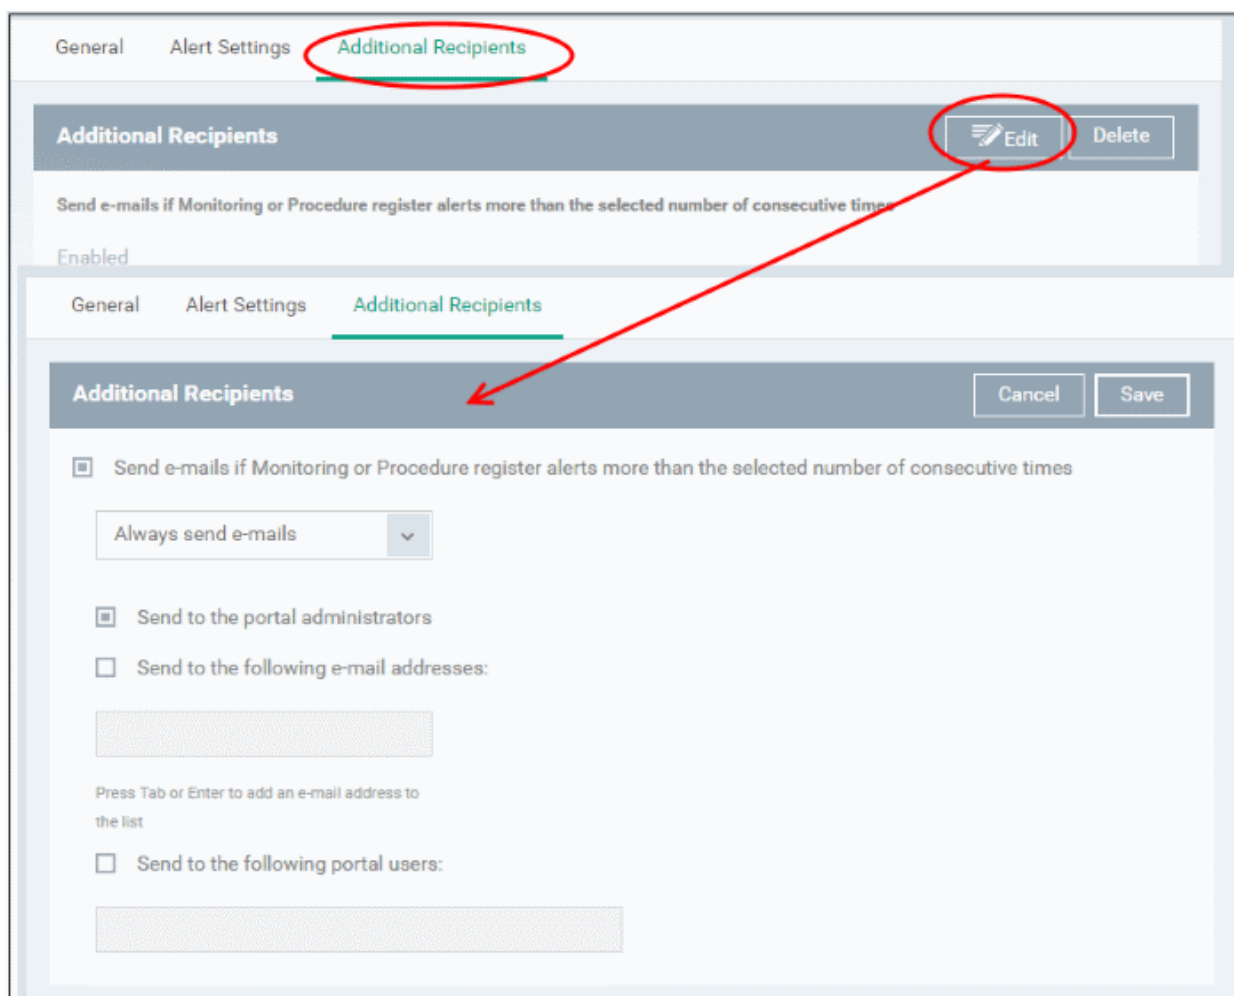 General Alert Settings Additional Recipients
Additional Recipients Edit Delete
Send e-mails if Monitoring or Procedure register alerts more than the selected number of consecutive times
Enabled
General Alert Settings Additional Recipients
Additional Recipients Cancel Save
Send e-mails if Monitoring or Procedure register alerts more than the selected number of consecutive times
Always send e-mails
Send to the portal administrators
Send to the following e-mail addresses:
Press Tab or Enter to add an e-mail address to
the list
Send to the following portal users: